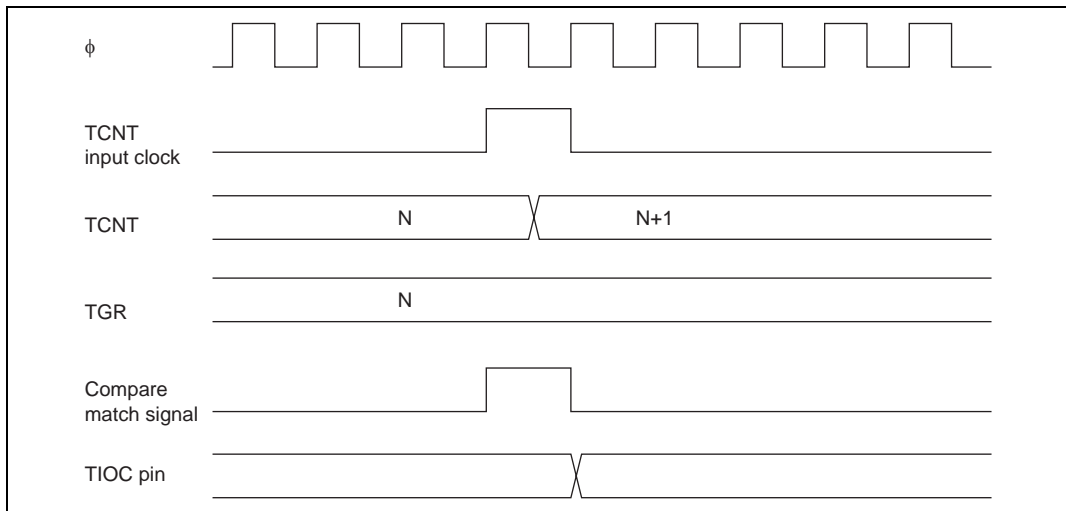 ϕ
TCNT
input clock
TCNT
N
N+1
TGR
N
Compare
match signal
TIOC pin